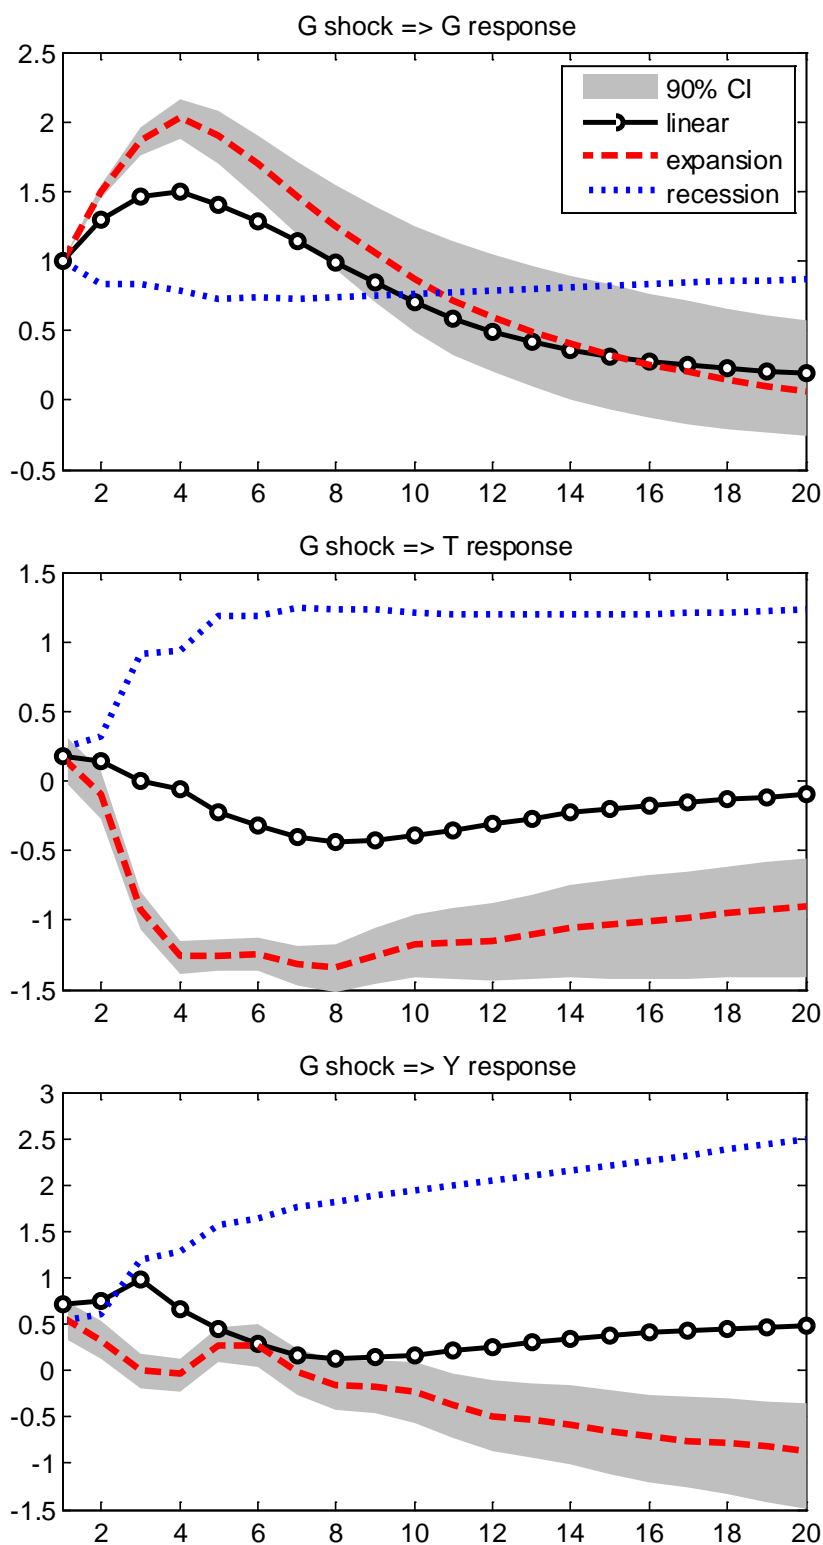 G shock => G response
2.5
2
1.5
1
0.5
0
-0.5
90% CI
linear
expansion
recession
2 4 6 8 10 12 14 16 18 20
G shock => T response
1.5
1
0.5
0
-0.5
-1
-1.5
2 4 6 8 10 12 14 16 18 20
G shock => Y response
3
2.5
2
1.5
1
0.5
0
-0.5
-1
-1.5
2 4 6 8 10 12 14 16 18 20